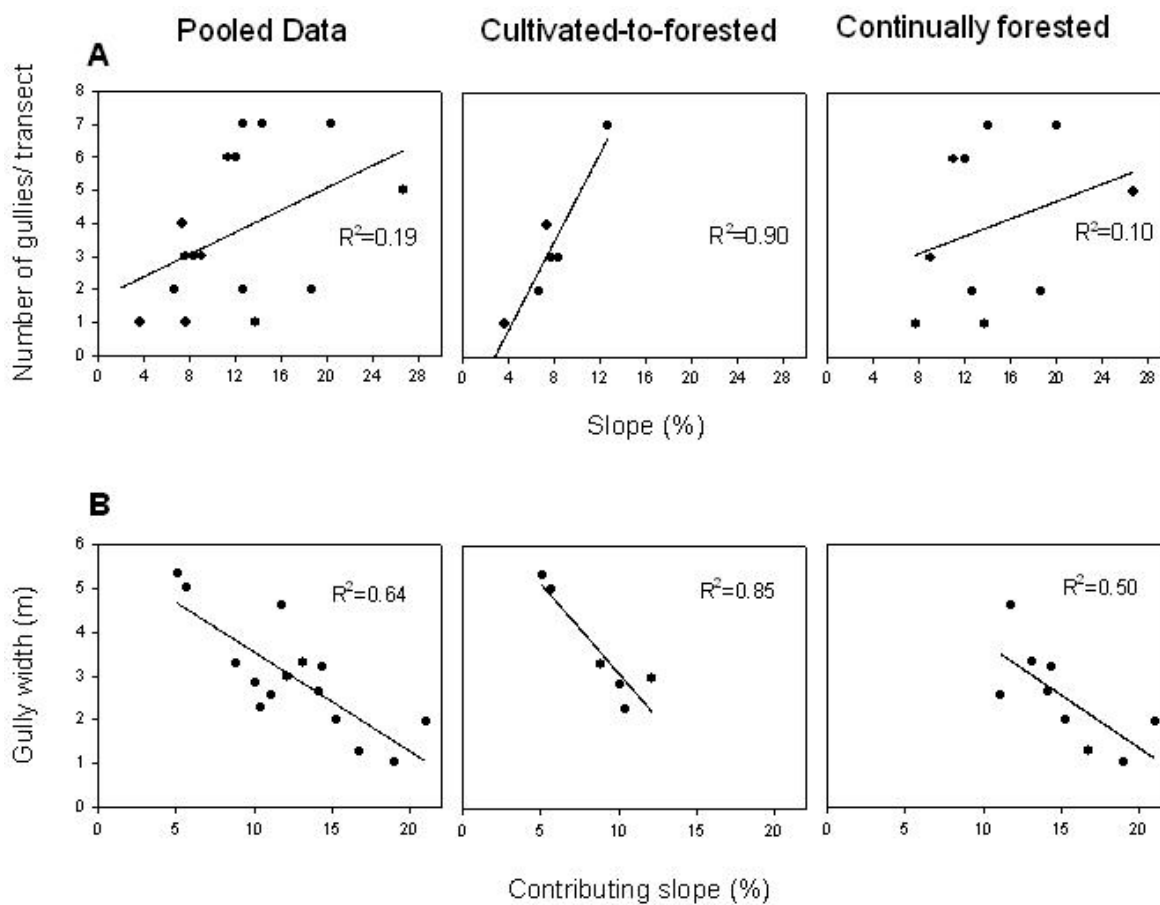 Pooled Data
Cultivated-to-forested
Continually forested
A
Number of gullies/ transect
8
7
6
5
4
3
2
1
0
R²=0.19
R²=0.90
R²=0.10
0 4 8 12 16 20 24 28
0 4 8 12 16 20 24 28
0 4 8 12 16 20 24 28
Slope (%)
B
Gully width (m)
6
5
4
3
2
1
0
R²=0.64
R²=0.85
R²=0.50
0 5 10 15 20
0 5 10 15 20
0 5 10 15 20
Contributing slope (%)